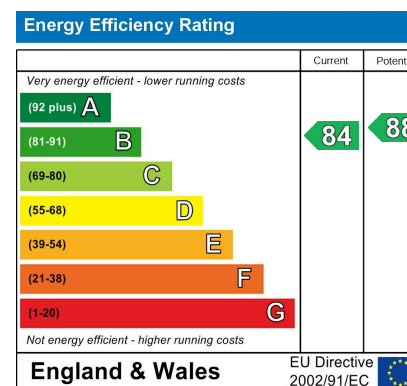 Energy Efficiency Rating
Current Potent
Very energy efficient - lower running costs
(92 plus) A
(81-91) B
84 88
(69-80) C
(55-68) D
(39-54) E
(21-38) F
(1-20) G
Not energy efficient - higher running costs
England & Wales
EU Directive
2002/91/EC